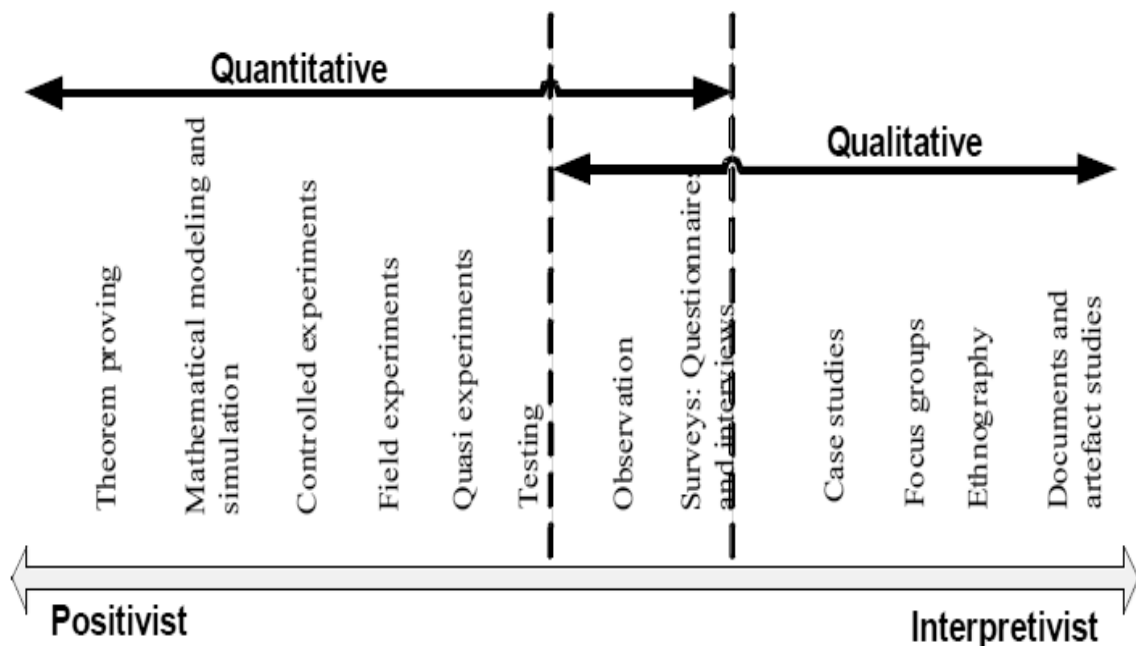 Quantitative
Qualitative
Theorem proving
Mathematical modeling and
simulation
Controlled experiments
Field experiments
Quasi experiments
Testing
Observation
Surveys: Questionnaires
and interviews
Case studies
Focus groups
Ethnography
Documents and
artefact studies
Positivist
Interpretivist